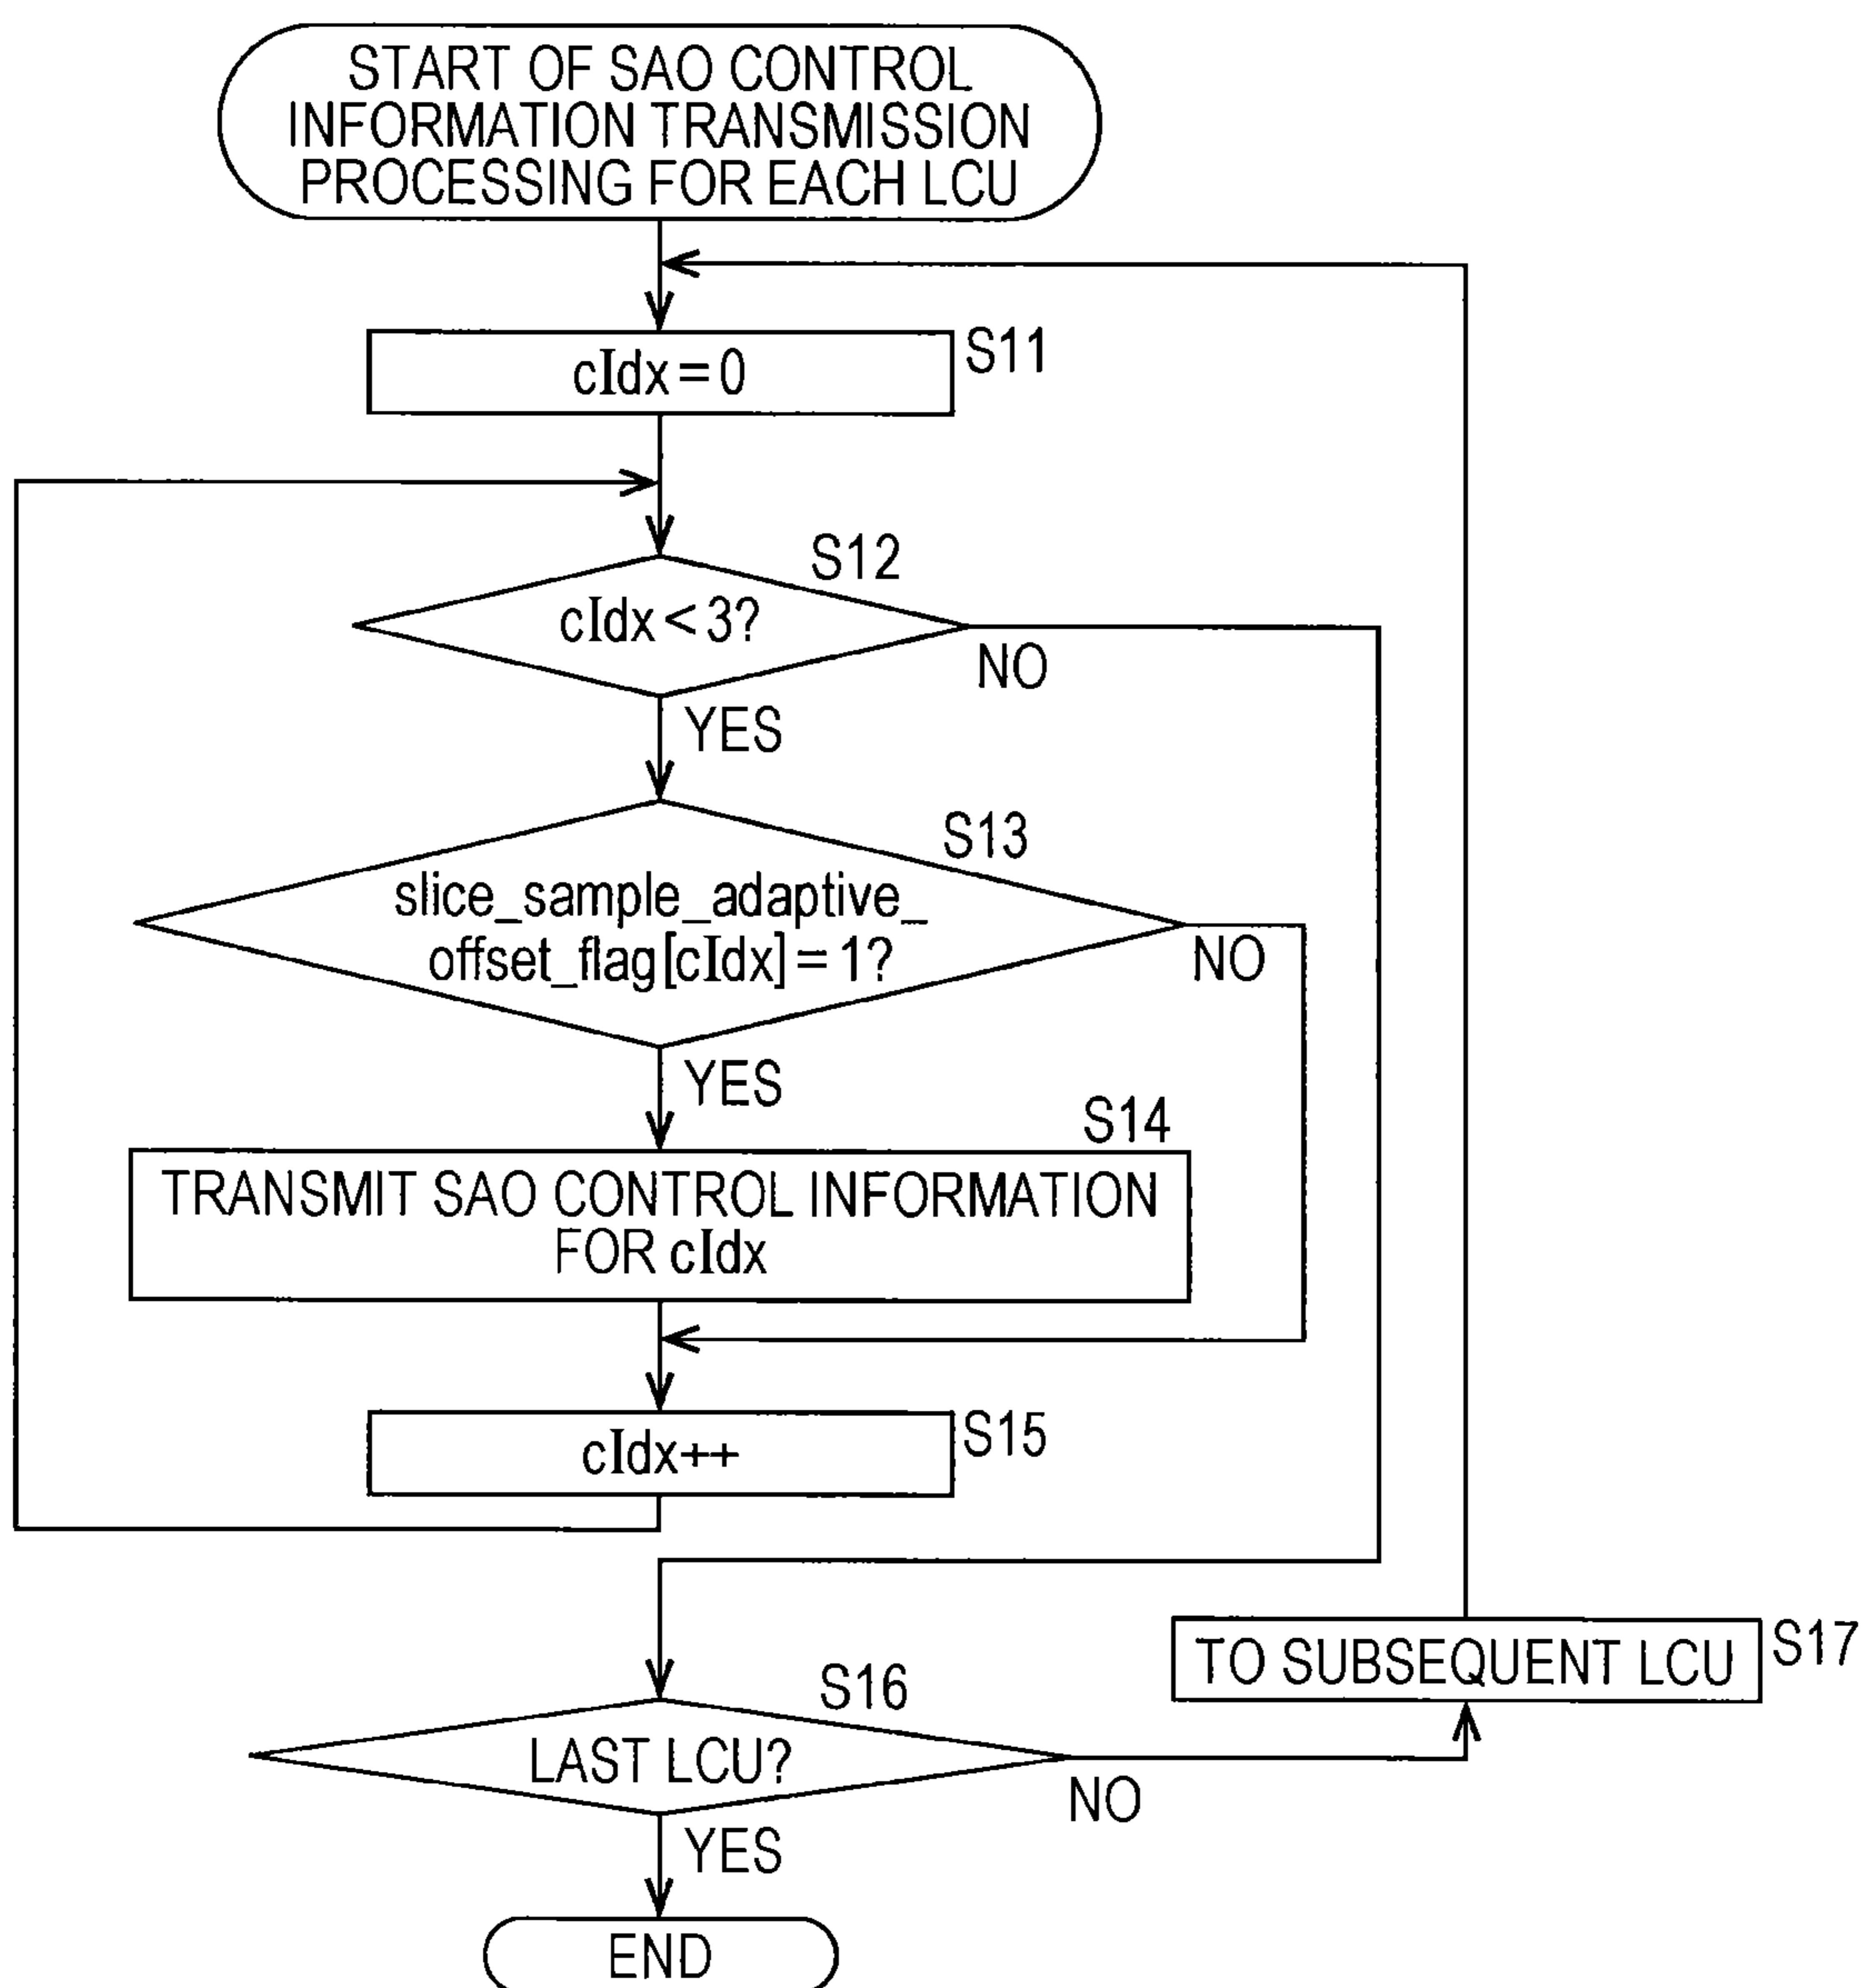 START OF SAO CONTROL
INFORMATION TRANSMISSION
PROCESSING FOR EACH LCU
S11
cIdx=0
S12
cIdx<3?
NO
YES
S13
slice_sample_adaptive_
offset_flag[cIdx]=1?
NO
YES
S14
TRANSMIT SAO CONTROL INFORMATION
FOR cIdx
S15
cIdx++
S17
TO SUBSEQUENT LCU
S16
LAST LCU?
NO
YES
END